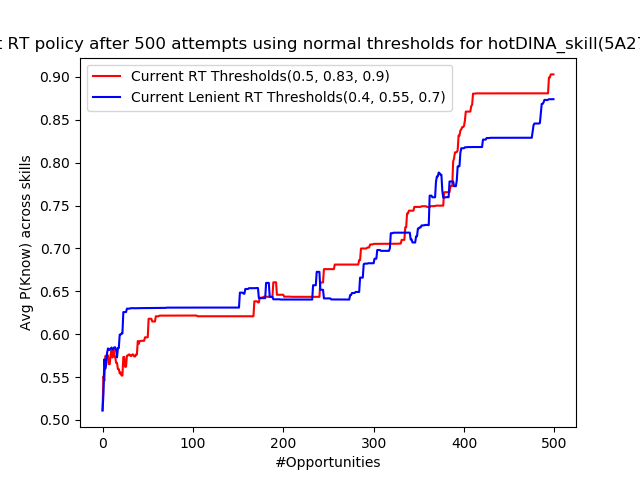 t RT policy after 500 attempts using normal thresholds for hotDINA_skill(5A27
Current RT Thresholds(0.5, 0.83, 0.9)
Current Lenient RT Thresholds(0.4, 0.55, 0.7)
Avg P(Know) across skills
0.90
0.85
0.80
0.75
0.70
0.65
0.60
0.55
0.50
0 100 200 300 400 500
#Opportunities